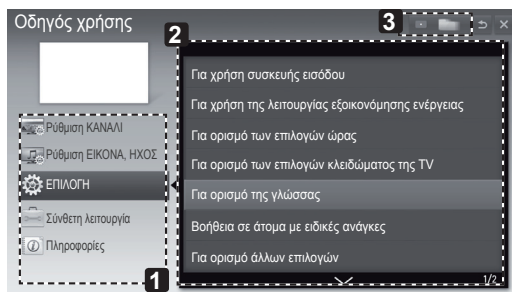 Οδηγός χρήσης
3
2
Για χρήση συσκευής εισόδου
Για χρήση της λειτουργίας εξοικονόμησης ενέργειας
Για ορισμό των επιλογών ώρας
Για ορισμό των επιλογών κλειδώματος της TV
Για ορισμό της γλώσσας
Βοήθεια σε άτομα με ειδικές ανάγκες
Για ορισμό άλλων επιλογών
1/2
Ρύθμιση ΚΑΝΑΛΙ
Ρύθμιση ΕΙΚΟΝΑ, ΗΧΟΣ
ΕΠΙΛΟΓΗ
Σύνθετη λειτουργία
Πληροφορίες
1